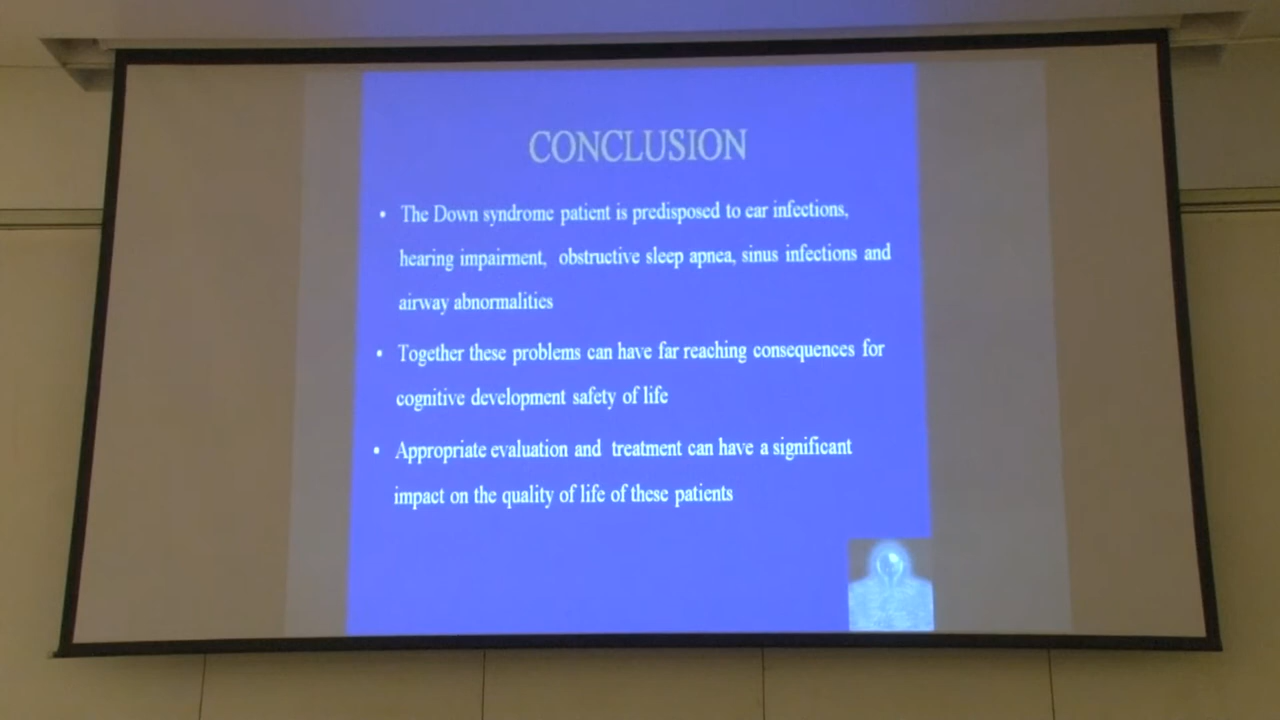 CONCLUSION
• The Down syndrome patient is predisposed to ear infections,
hearing impairment, obstructive sleep apnea, sinus infections and
airway abnormalities
• Together these problems can have far reaching consequences for
cognitive development safety of life
• Appropriate evaluation and treatment can have a significant
impact on the quality of life of these patients